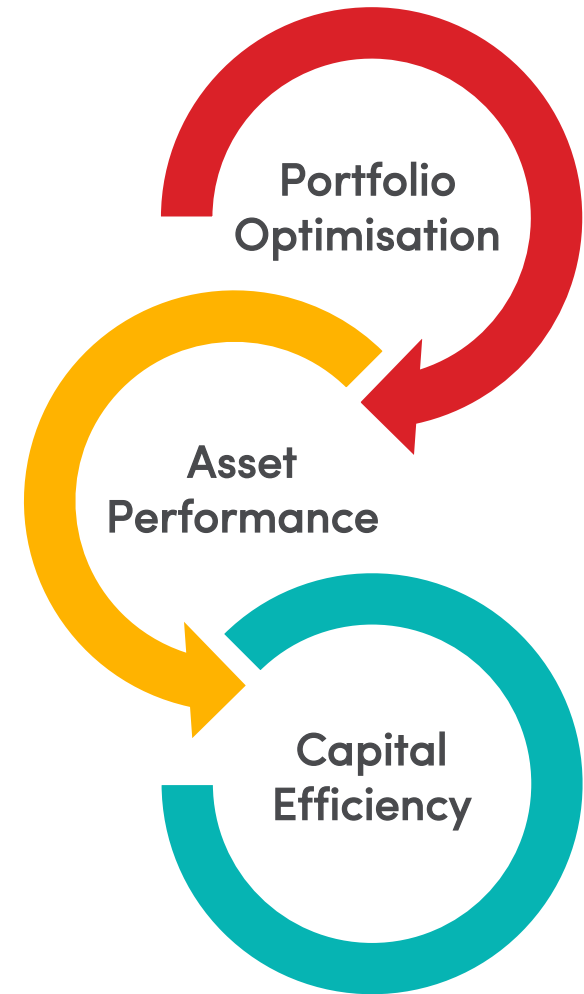 Portfolio
Optimisation
Asset
Performance
Capital
Efficiency